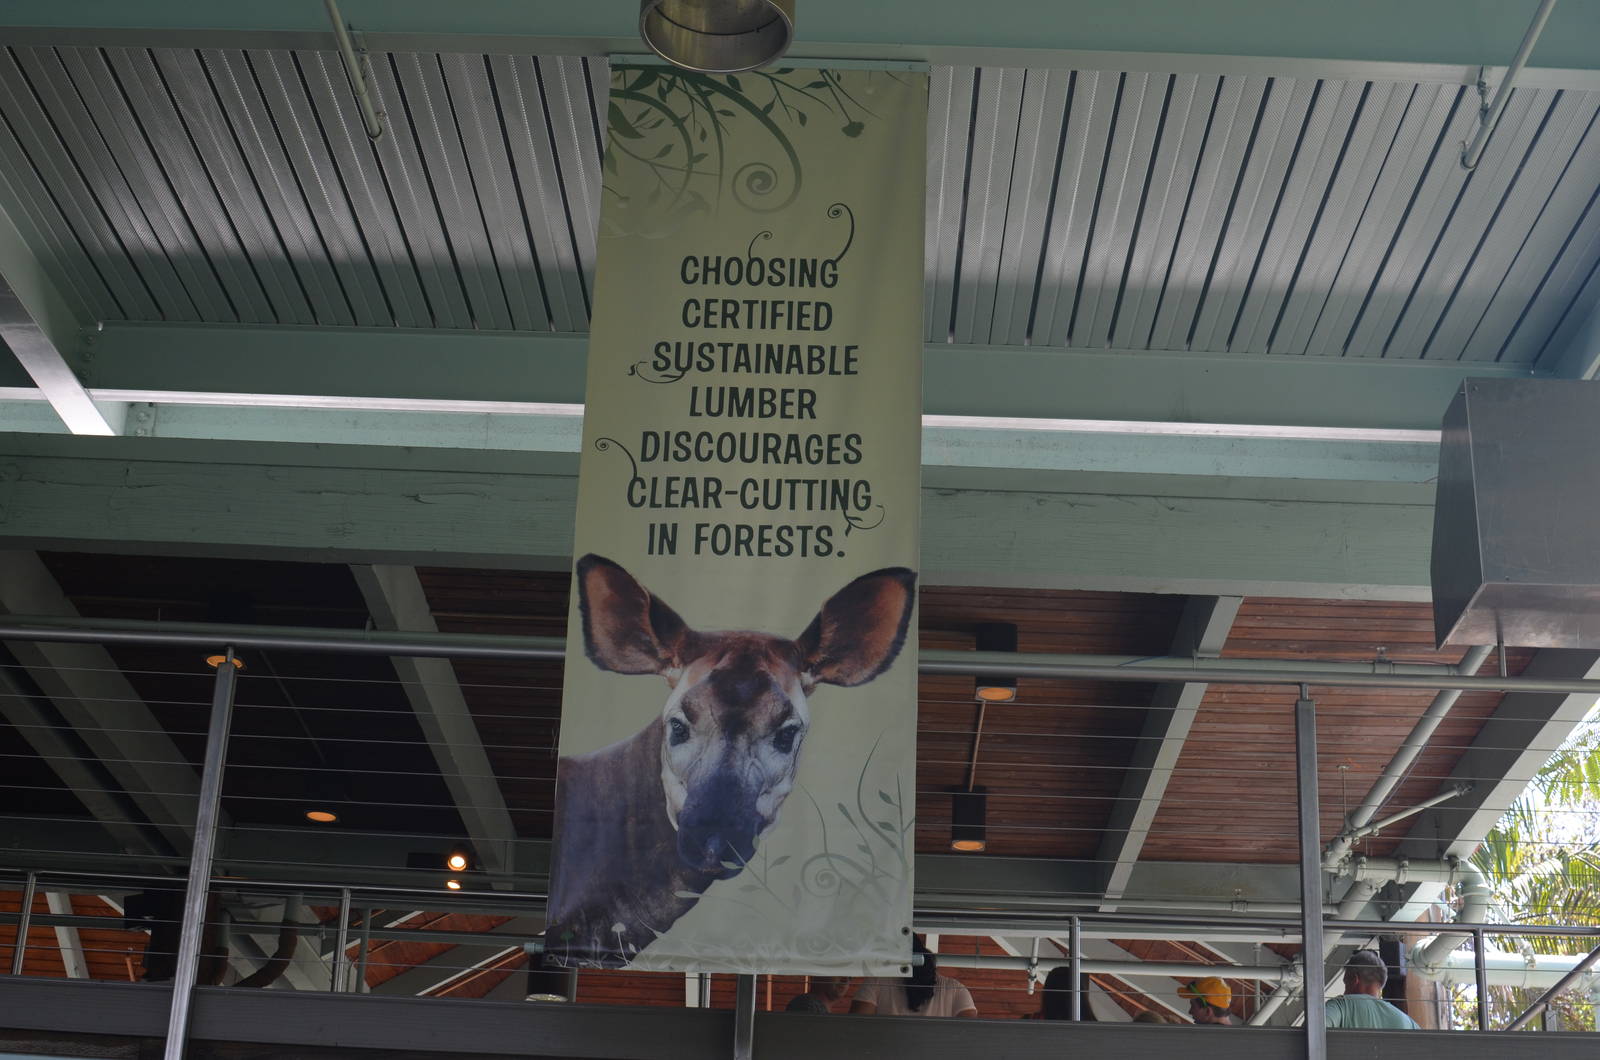 CHOOSING
CERTIFIED
SUSTAINABLE
LUMBER
DISCOURAGES
CLEAR-CUTTING
IN FORESTS.